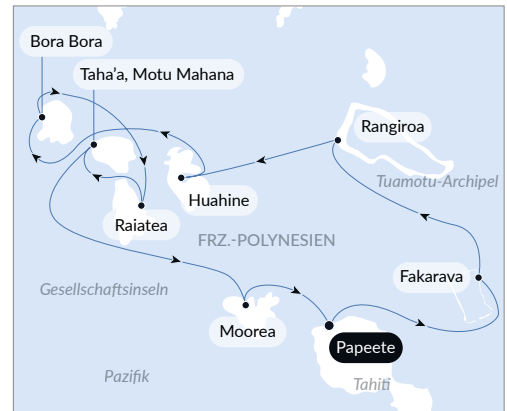 Bora Bora
Taha'a, Motu Mahana
Rangiroa
Tuamotu-Archipel
Huahine
Raiatea
FRZ.-POLYNESIEN
Fakarava
Gesellschaftsinseln
Moorea
Papeete
Pazifik
Tahiti